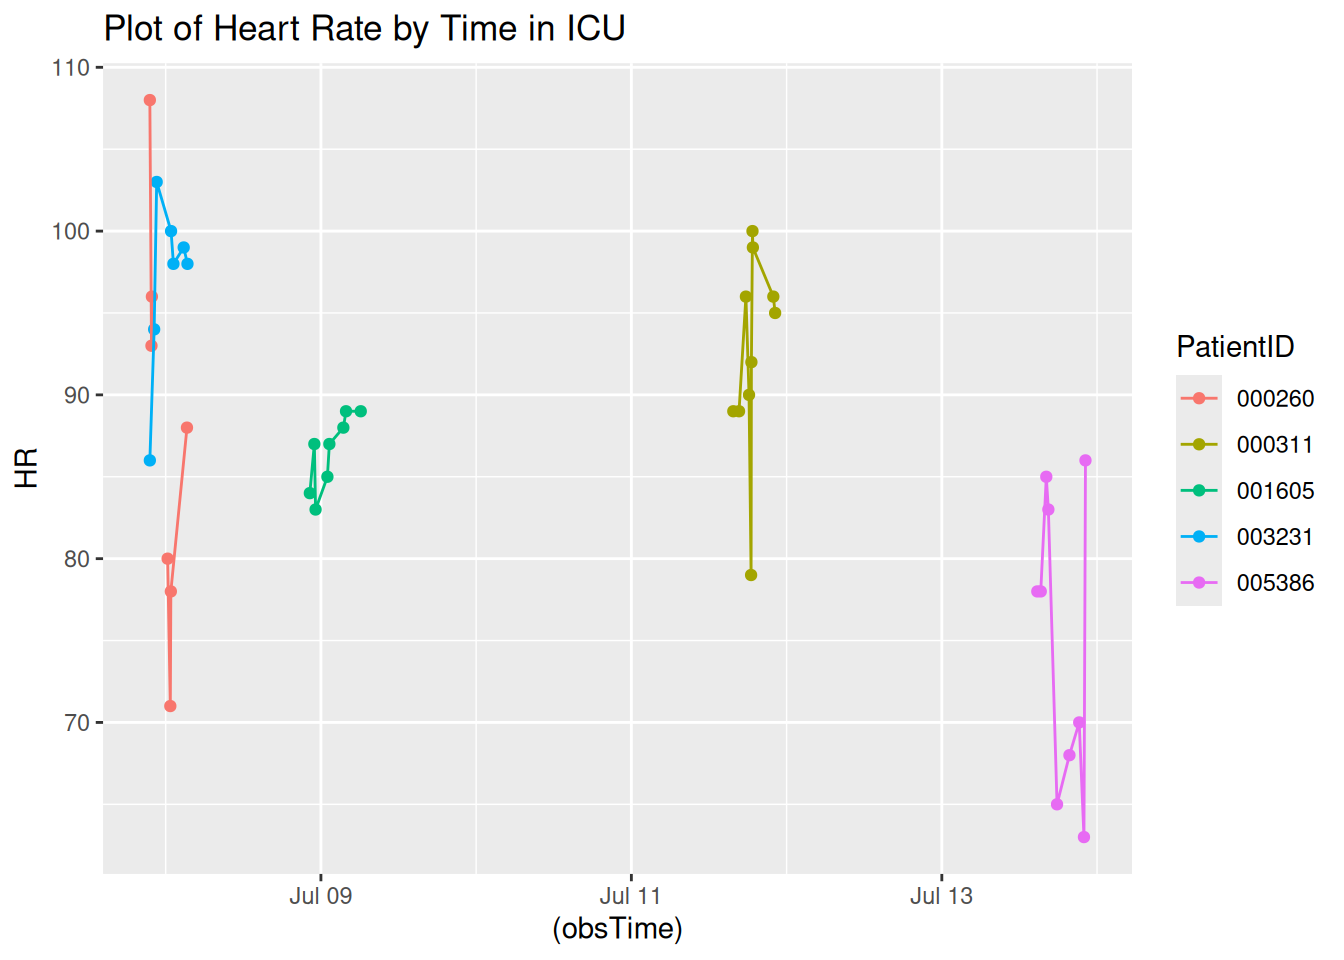 Plot of Heart Rate by Time in ICU
110
100
90
80
70
HR
Jul 09
Jul 11
Jul 13
(obsTime)
PatientID
000260
000311
001605
003231
005386